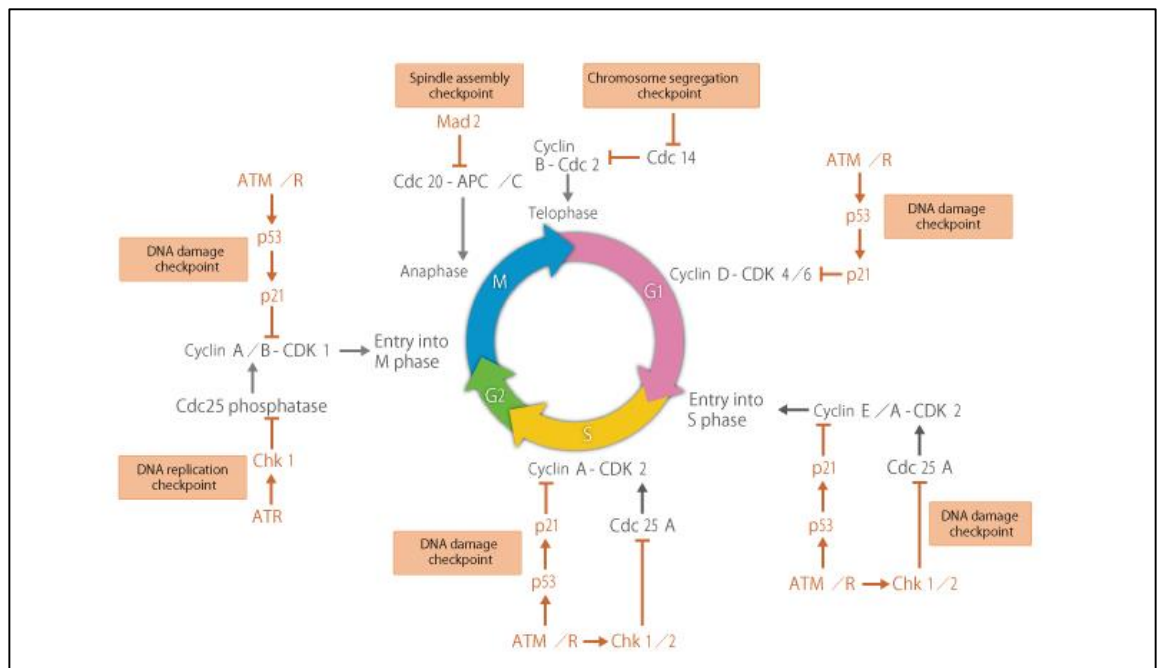 Spindle assembly
checkpoint
Mad 2
Cdc 20 - APC / C
Anaphase
Chromosome segregation
checkpoint
Cdc 14
Cyclin
B - Cdc 2
Telophase
ATM / R
p53
p21
DNA damage
checkpoint
Cyclin D - CDK 4 / 6
ATM / R
p53
p21
DNA damage
checkpoint
Cyclin A / B - CDK 1
Entry into
M phase
Cdc25 phosphatase
Chk 1
ATR
DNA replication
checkpoint
M
G1
G2
S
Entry into
S phase
Cyclin E / A - CDK 2
p21
p53
Cdc 25 A
DNA damage
checkpoint
ATM / R
Chk 1 / 2
Cyclin A - CDK 2
p21
p53
Cdc 25 A
DNA damage
checkpoint
ATM / R
Chk 1 / 2